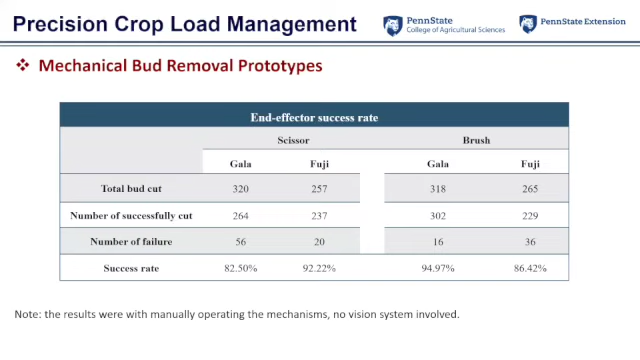 Precision Crop Load Management
PennState
College of Agricultural Sciences
PennState Extension
❖ Mechanical Bud Removal Prototypes
End-effector success rate
Scissor Brush
Gala Fuji Gala Fuji
Total bud cut 320 257 318 265
Number of successfully cut 264 237 302 229
Number of failure 56 20 16 36
Success rate 82.50% 92.22% 94.97% 86.42%
Note: the results were with manually operating the mechanisms, no vision system involved.